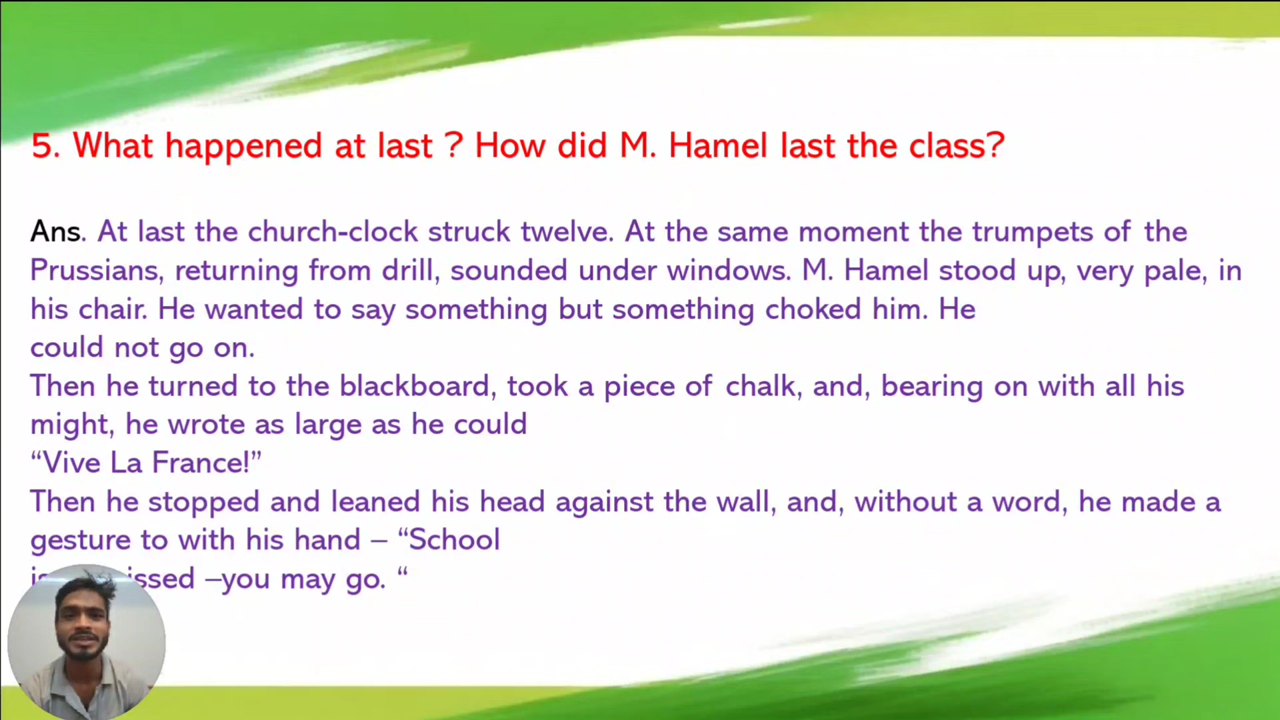 5. What happened at last ? How did M. Hamel last the class?
Ans. At last the church-clock struck twelve. At the same moment the trumpets of the
Prussians, returning from drill, sounded under windows. M. Hamel stood up, very pale, in
his chair. He wanted to say something but something choked him. He
could not go on.
Then he turned to the blackboard, took a piece of chalk, and, bearing on with all his
might, he wrote as large as he could
“Vive La France!”
Then he stopped and leaned his head against the wall, and, without a word, he made a
gesture to with his hand – “School
–you may go. “